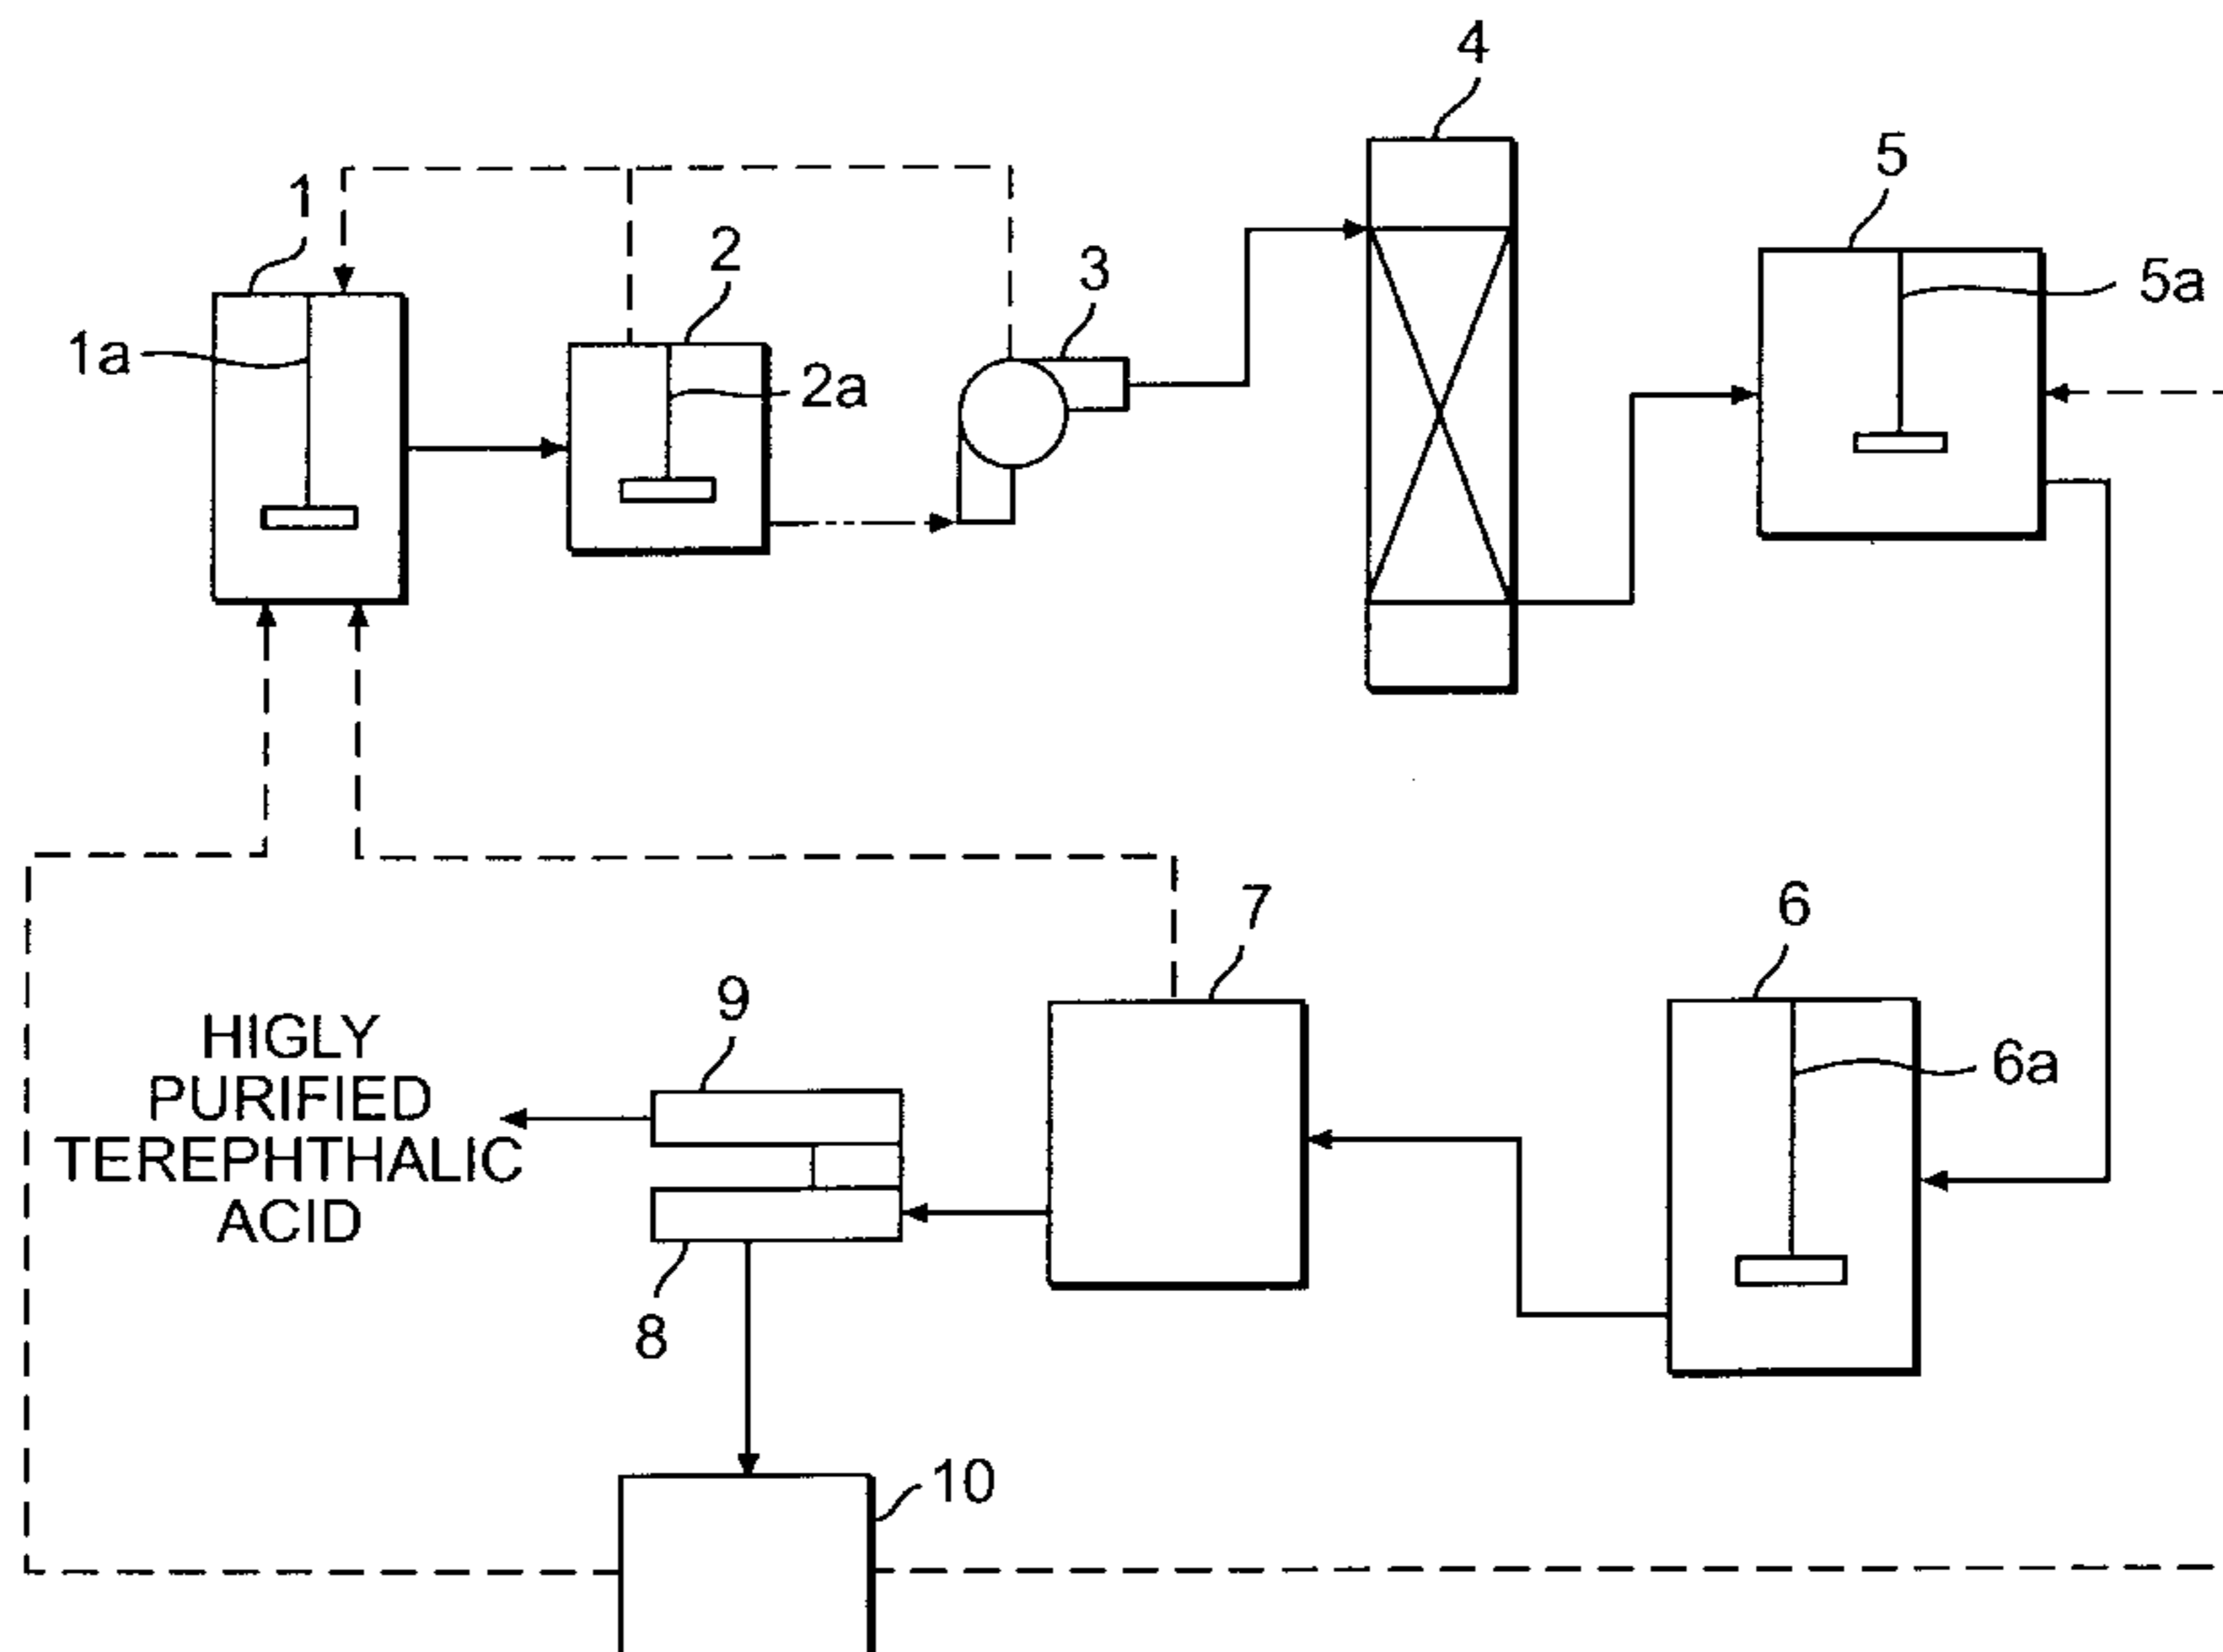 4
5
1
2
3
5a
1a
2a
7
6
9
HIGLY
PURIFIED
TEREPHTHALIC
ACID
6a
8
10